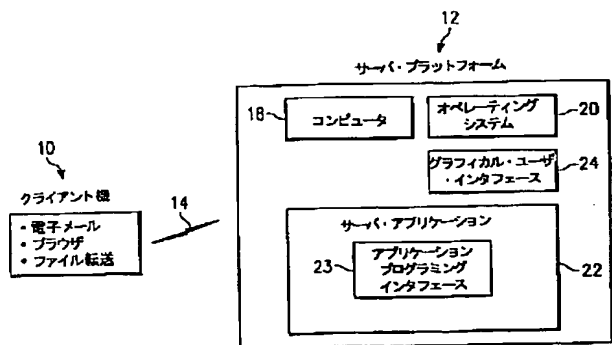 12
サーバ・プラットフォーム
18
コンピュータ
オペレーティング
システム
20
グラフィカル・ユーザ
・インタフェース
24
10
クライアント機
• 電子メール
• ブラウザ
• ファイル転送
14
サーバ・アプリケーション
23
アプリケーション
プログラミング
インタフェース
22